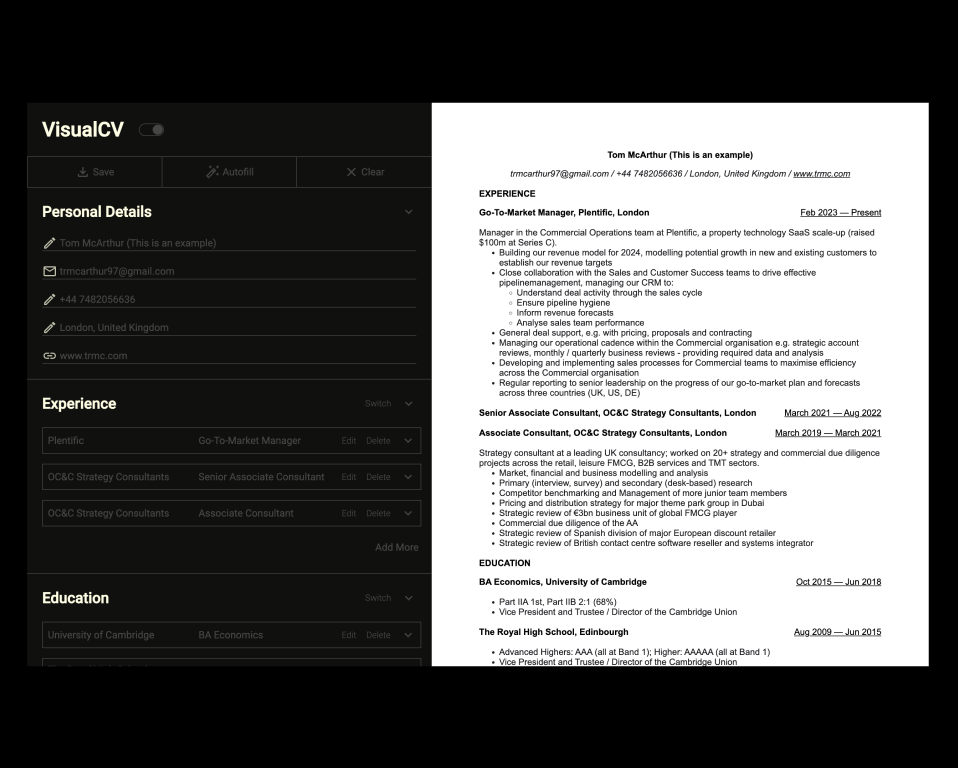 VisualCV
Save
Autofill
Clear
Personal Details
Tom McArthur (This is an example)
trmcarthur97@gmail.com
+44 7482056636
London, United Kingdom
www.trmc.com
Experience
Switch
Plentific Go-To-Market Manager Edit Delete
OC&C Strategy Consultants Senior Associate Consultant Edit Delete
OC&C Strategy Consultants Associate Consultant Edit Delete
Add More
Education
Switch
University of Cambridge BA Economics Edit Delete
Tom McArthur (This is an example)
trmcarthur97@gmail.com / +44 7482056636 / London, United Kingdom / www.trmc.com
EXPERIENCE
Go-To-Market Manager, Plentific, London Feb 2023 — Present
Manager in the Commercial Operations team at Plentific, a property technology SaaS scale-up (raised
$100m at Series C).
• Building our revenue model for 2024, modelling potential growth in new and existing customers to
establish our revenue targets
• Close collaboration with the Sales and Customer Success teams to drive effective
pipelinemanagement, managing our CRM to:
◦ Understand deal activity through the sales cycle
◦ Ensure pipeline hygiene
◦ Inform revenue forecasts
◦ Analyse sales team performance
• General deal support, e.g. with pricing, proposals and contracting
• Managing our operational cadence within the Commercial organisation e.g. strategic account
reviews, monthly / quarterly business reviews - providing required data and analysis
• Developing and implementing sales processes for Commercial teams to maximise efficiency
across the Commercial organisation
• Regular reporting to senior leadership on the progress of our go-to-market plan and forecasts
across three countries (UK, US, DE)
Senior Associate Consultant, OC&C Strategy Consultants, London March 2021 — Aug 2022
Associate Consultant, OC&C Strategy Consultants, London March 2019 — March 2021
Strategy consultant at a leading UK consultancy; worked on 20+ strategy and commercial due diligence
projects across the retail, leisure FMCG, B2B services and TMT sectors.
• Market, financial and business modelling and analysis
• Primary (interview, survey) and secondary (desk-based) research
• Competitor benchmarking and Management of more junior team members
• Pricing and distribution strategy for major theme park group in Dubai
• Strategic review of €3bn business unit of global FMCG player
• Commercial due diligence of the AA
• Strategic review of Spanish division of major European discount retailer
• Strategic review of British contact centre software reseller and systems integrator
EDUCATION
BA Economics, University of Cambridge Oct 2015 — Jun 2018
• Part IIA 1st, Part IIB 2:1 (68%)
• Vice President and Trustee / Director of the Cambridge Union
The Royal High School, Edinbourgh Aug 2009 — Jun 2015
• Advanced Highers: AAA (all at Band 1); Higher: AAAAA (all at Band 1)
• Vice President and Trustee / Director of the Cambridge Union